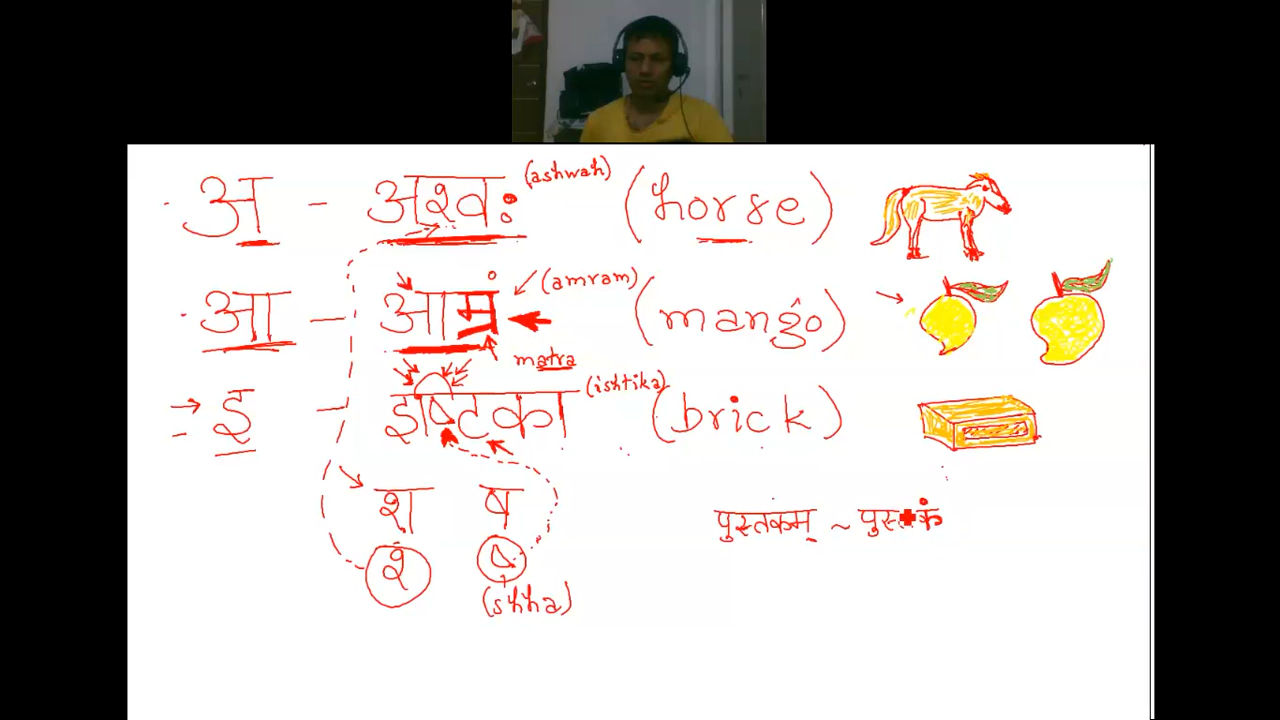 अ - अश्वः (ashwah) (horse)
आ - आम्रं (amram) (mango)
matra
इ - इष्टिका (ishtika) (brick)
श ष
श् ष्
(shha)
पुस्तकम् ~ पुस्तकं